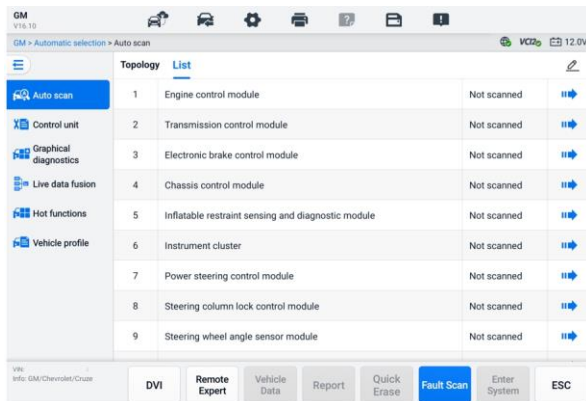 GM
V16.10
GM > Automatic selection > Auto scan
VCI2
12.0V
Topology List
Auto scan
Control unit
Graphical
diagnostics
Live data fusion
Hot functions
Vehicle profile
1 Engine control module Not scanned
2 Transmission control module Not scanned
3 Electronic brake control module Not scanned
4 Chassis control module Not scanned
5 Inflatable restraint sensing and diagnostic module Not scanned
6 Instrument cluster Not scanned
7 Power steering control module Not scanned
8 Steering column lock control module Not scanned
9 Steering wheel angle sensor module Not scanned
VIN:
Info: GM/Chevrolet/Cruze
DVI
Remote
Expert
Vehicle
Data
Report
Quick
Erase
Fault Scan
Enter
System
ESC